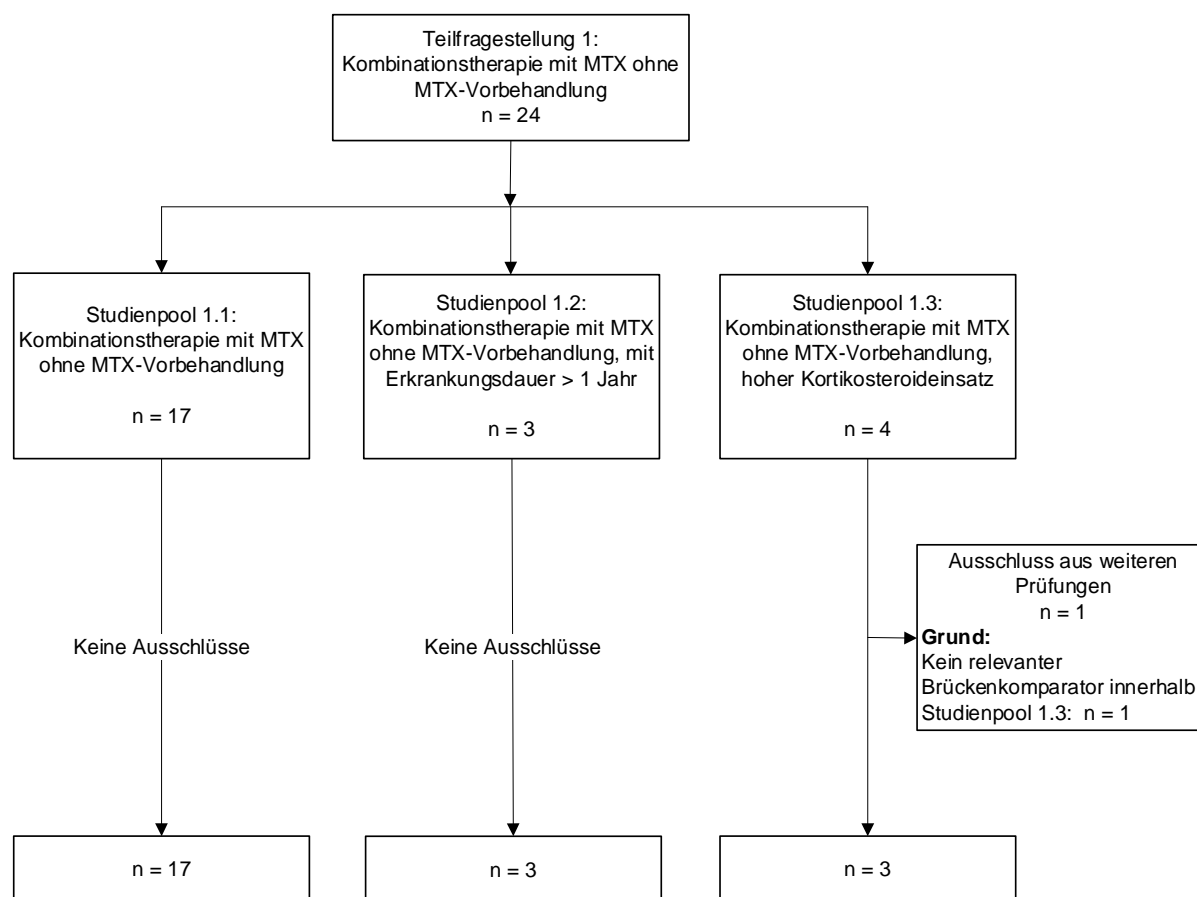 Teilfragestellung 1:
Kombinationstherapie mit MTX ohne
MTX-Vorbehandlung
n = 24
Studienpool 1.1:
Kombinationstherapie mit MTX
ohne MTX-Vorbehandlung
n = 17
Studienpool 1.2:
Kombinationstherapie mit MTX
ohne MTX-Vorbehandlung, mit
Erkrankungsdauer > 1 Jahr
n = 3
Studienpool 1.3:
Kombinationstherapie mit MTX
ohne MTX-Vorbehandlung,
hoher Kortikosteroideinsatz
n = 4
Keine Ausschlüsse
Keine Ausschlüsse
Ausschluss aus weiteren
Prüfungen
n = 1
Grund:
Kein relevanter
Brückenkomparator innerhalb
Studienpool 1.3: n = 1
n = 17
n = 3
n = 3